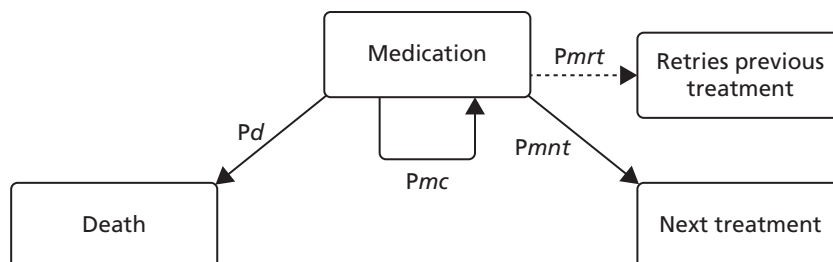 Medication
Pmrt
Retries previous
treatment
Pd
Pmc
Pmnt
Death
Next treatment